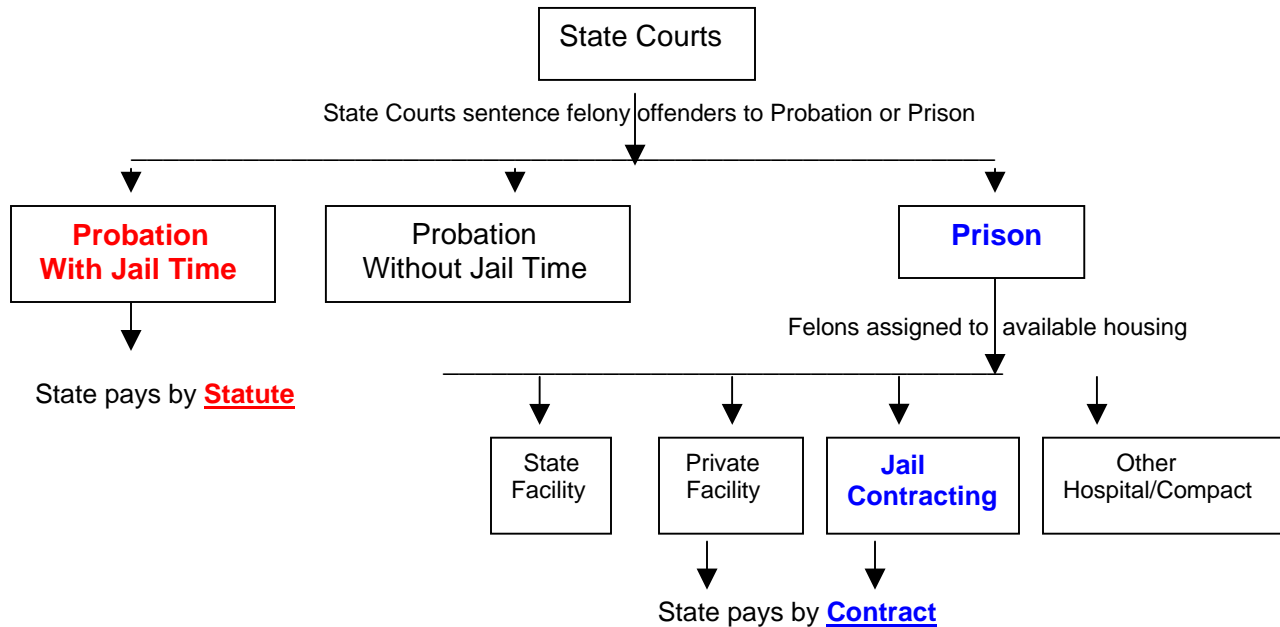 State Courts
State Courts sentence felony offenders to Probation or Prison
Probation
With Jail Time
Probation
Without Jail Time
Prison
Felons assigned to available housing
State pays by Statute
State
Facility
Private
Facility
Jail
Contracting
Other
Hospital/Compact
State pays by Contract